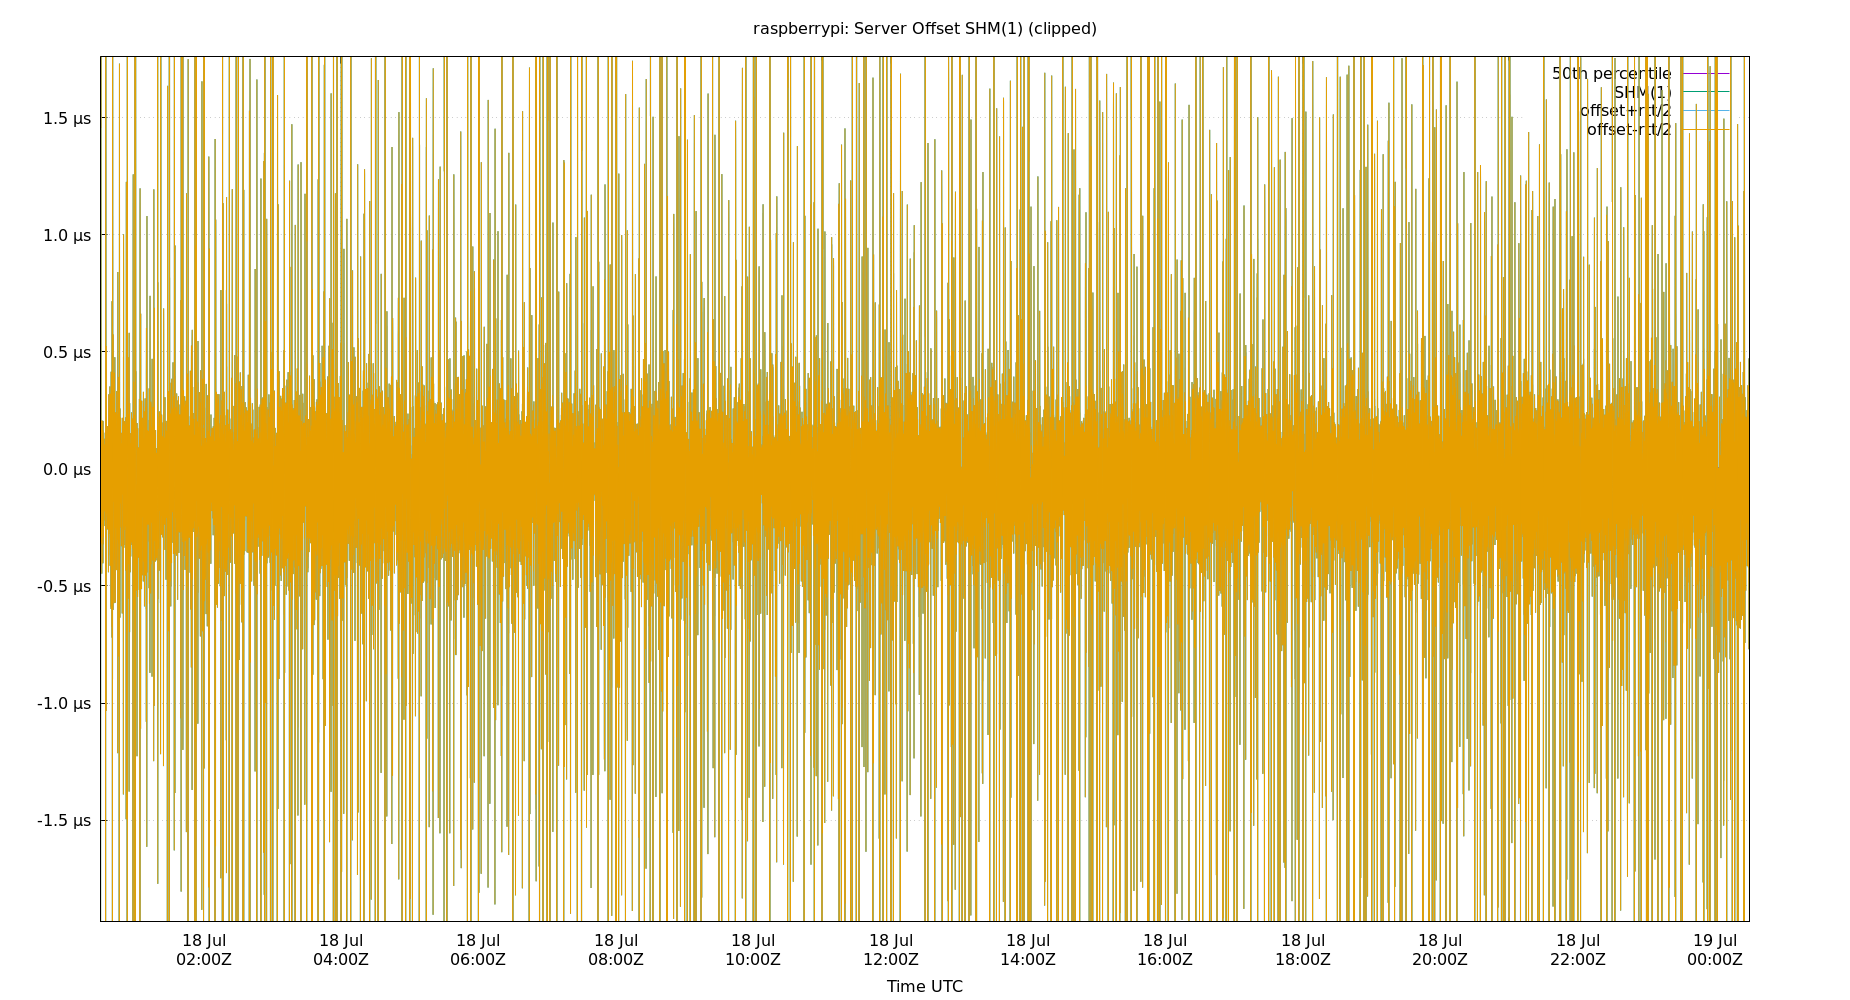 raspberrypi: Server Offset SHM(1) (clipped)
50th percentile
SHM(1)
offset+rtt/2
offset-rtt/2
1.5 µs
1.0 µs
0.5 µs
0.0 µs
-0.5 µs
-1.0 µs
-1.5 µs
18 Jul 18 Jul 18 Jul 18 Jul 18 Jul 18 Jul 18 Jul 18 Jul 18 Jul 18 Jul 18 Jul 19 Jul
02:00Z 04:00Z 06:00Z 08:00Z 10:00Z 12:00Z 14:00Z 16:00Z 18:00Z 20:00Z 22:00Z 00:00Z
Time UTC